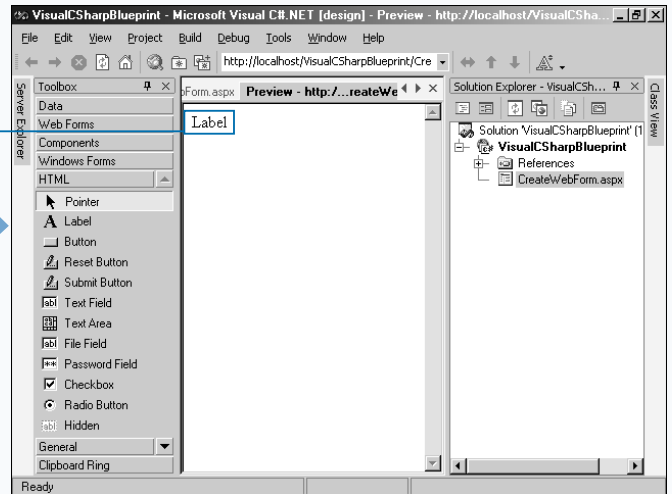 VisualCSharpBlueprint - Microsoft Visual C#.NET [design] - Preview - http://localhost/VisualCSha...
File Edit View Project Build Debug Tools Window Help
http://localhost/VisualCSharpBlueprint/Cre
Server Explorer
Toolbox
Data
Web Forms
Components
Windows Forms
HTML
Pointer
Label
Button
Reset Button
Submit Button
Text Field
Text Area
File Field
Password Field
Checkbox
Radio Button
Hidden
General
Clipboard Ring
Form.aspx Preview - http:/...reateWe
Label
Solution Explorer - VisualCSh...
Solution 'VisualCSharpBlueprint' (1
VisualCSharpBlueprint
References
CreateWebForm.aspx
Class View
Ready